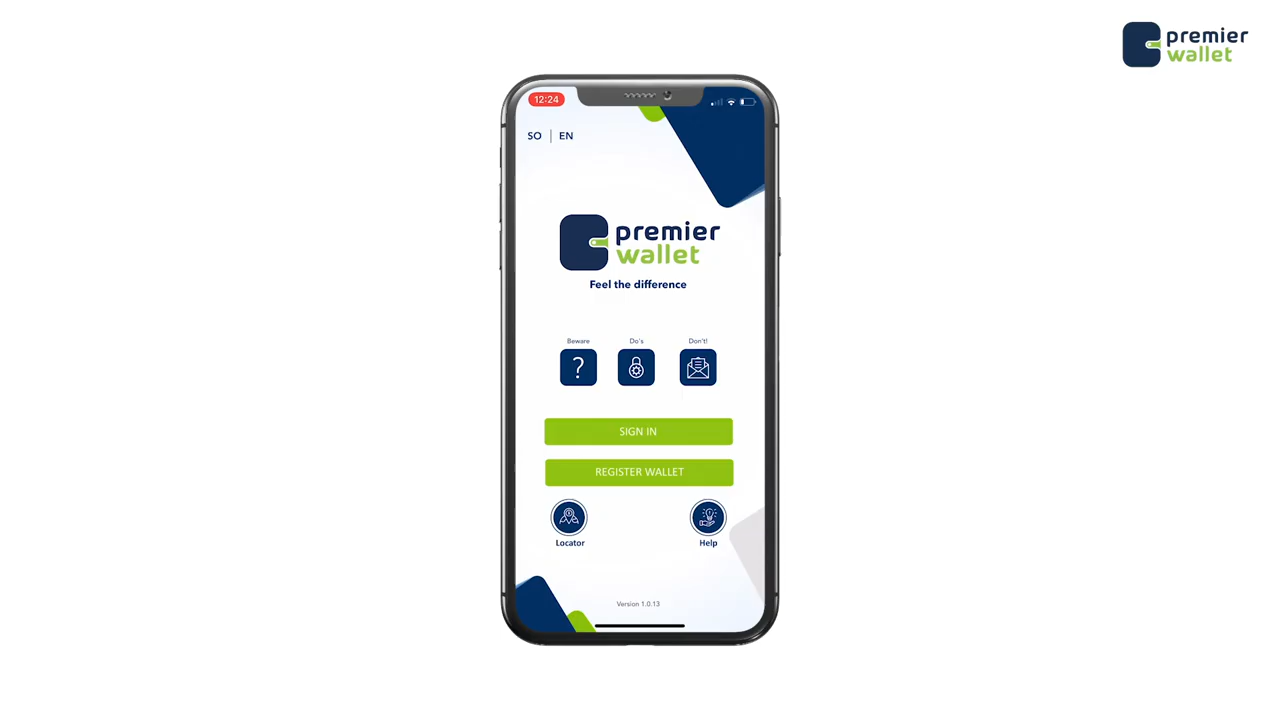 premier
wallet
12:24
SO | EN
premier
wallet
Feel the difference
Beware
Do's
Don't!
?
SIGN IN
REGISTER WALLET
Locator
Help
Version 1.0.13